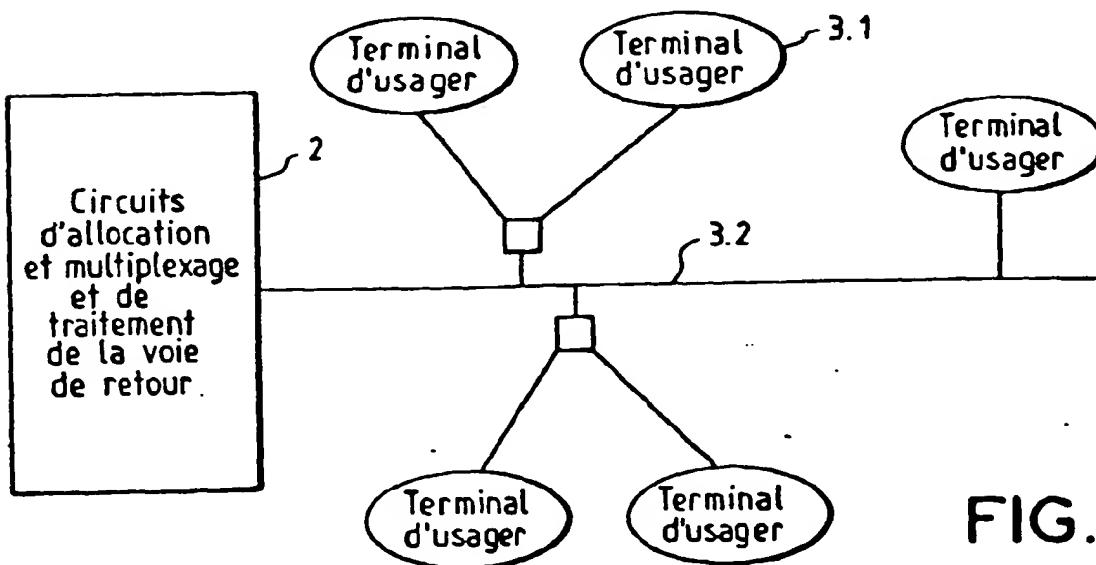 Terminal
d'usager
Terminal
d'usager
3.1
Terminal
d'usager
2
Circuits
d'allocation
et multiplexage
et de
traitement
de la voie
de retour.
3.2
Terminal
d'usager
Terminal
d'usager
FIG.